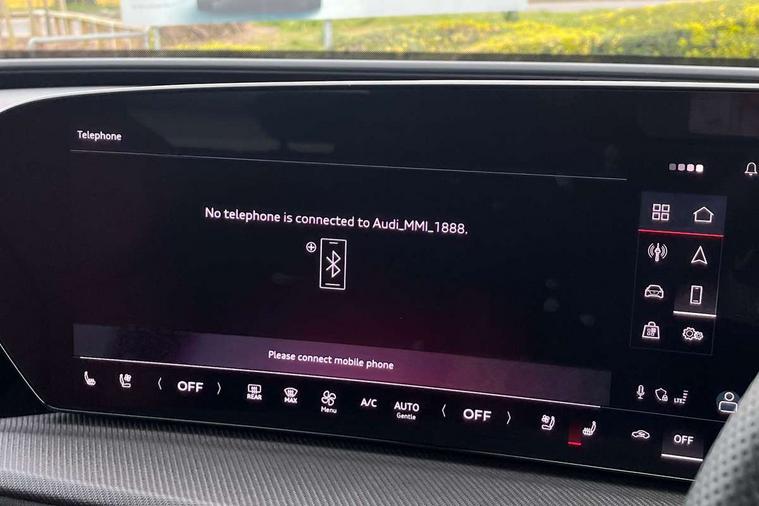 Telephone
No telephone is connected to Audi_MMI_1888.
Please connect mobile phone
OFF
REAR
MAX
Menu
A/C
AUTO
Gentle
OFF
LTE
OFF